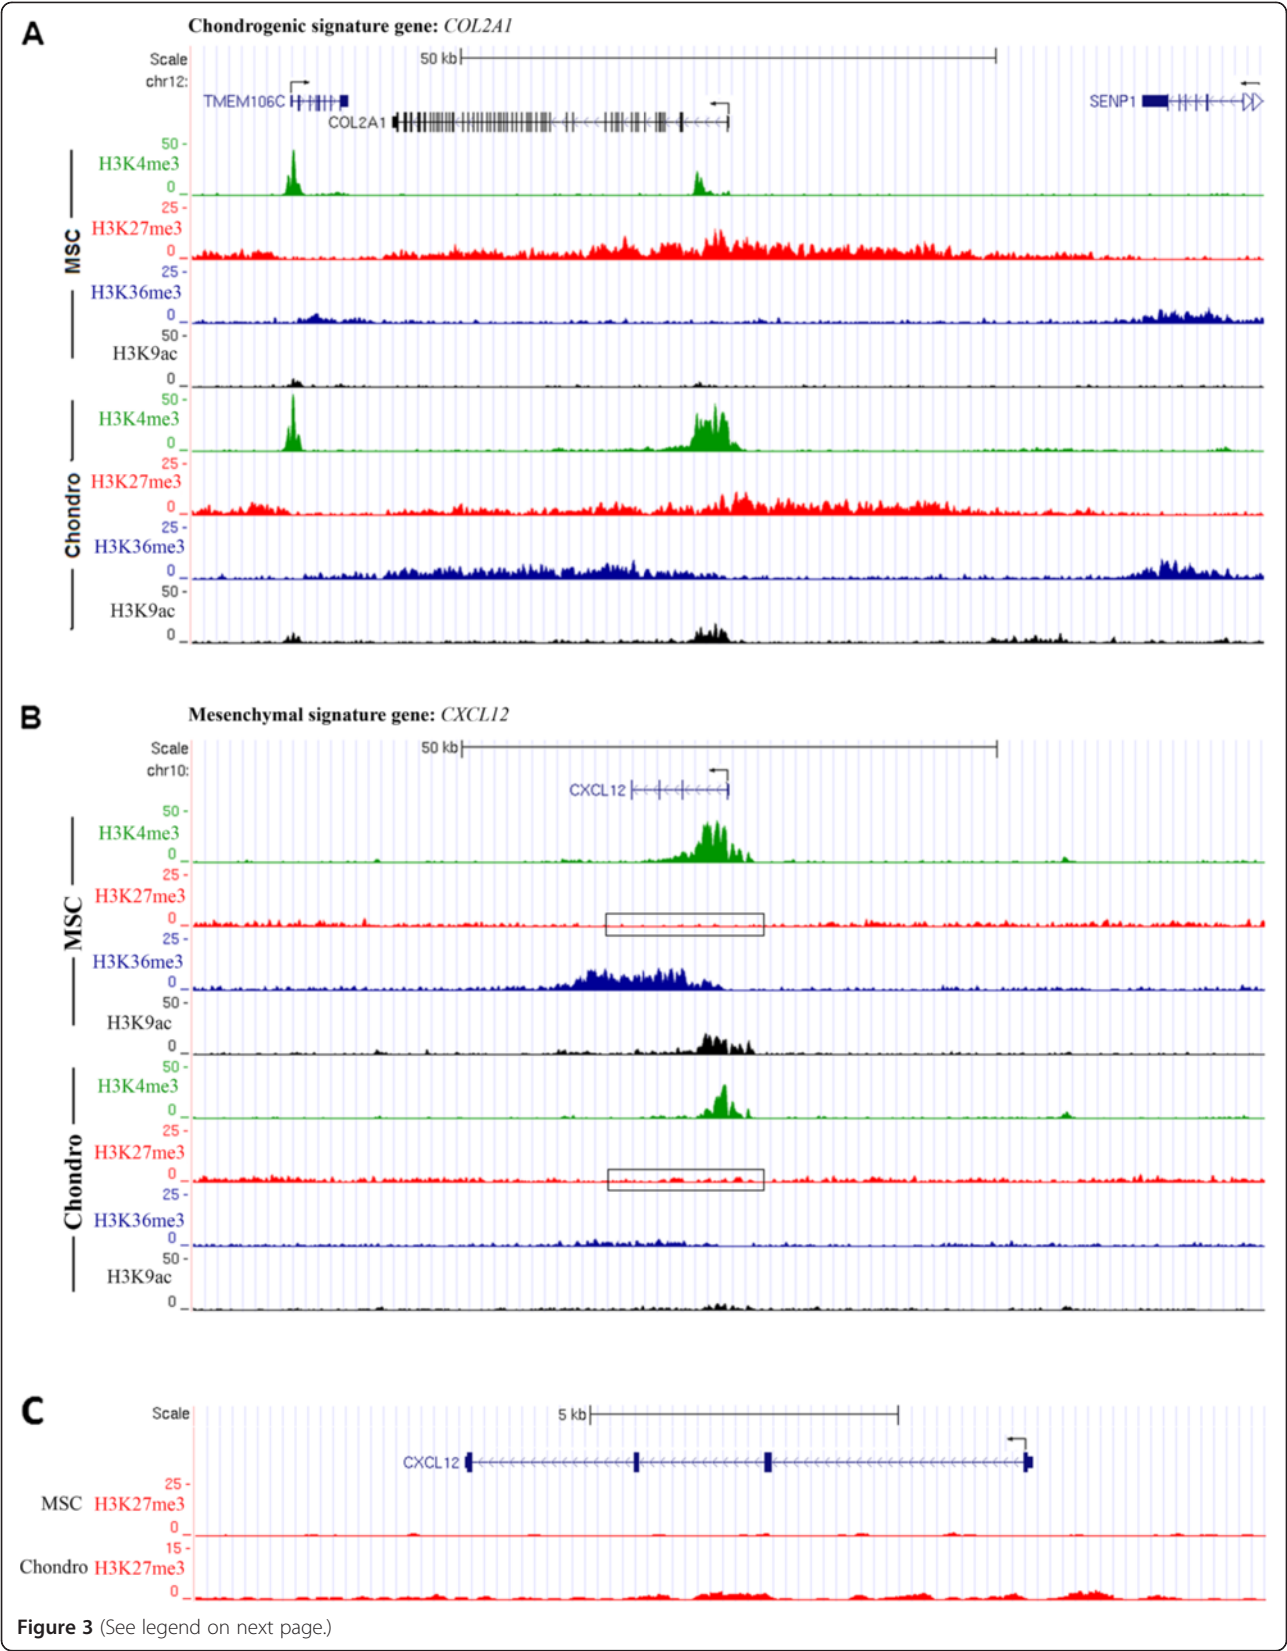 A
Chondrogenic signature gene: COL2A1
Scale 50 kb
chr12:
TMEM106C SENP1
COL2A1
MSC
50 -
H3K4me3
0 _
25 -
H3K27me3
0 _
25 -
H3K36me3
0 _
50 -
H3K9ac
0 _
Chondro
50 -
H3K4me3
0 _
25 -
H3K27me3
0 _
25 -
H3K36me3
0 _
50 -
H3K9ac
0 _
B
Mesenchymal signature gene: CXCL12
Scale 50 kb
chr10:
CXCL12
MSC
50 -
H3K4me3
0 _
25 -
H3K27me3
0 _
25 -
H3K36me3
0 _
50 -
H3K9ac
0 _
Chondro
50 -
H3K4me3
0 _
25 -
H3K27me3
0 _
25 -
H3K36me3
0 _
50 -
H3K9ac
0 _
C
Scale 5 kb
CXCL12
25 -
MSC H3K27me3
0 _
15 -
Chondro H3K27me3
0 _
Figure 3 (See legend on next page.)